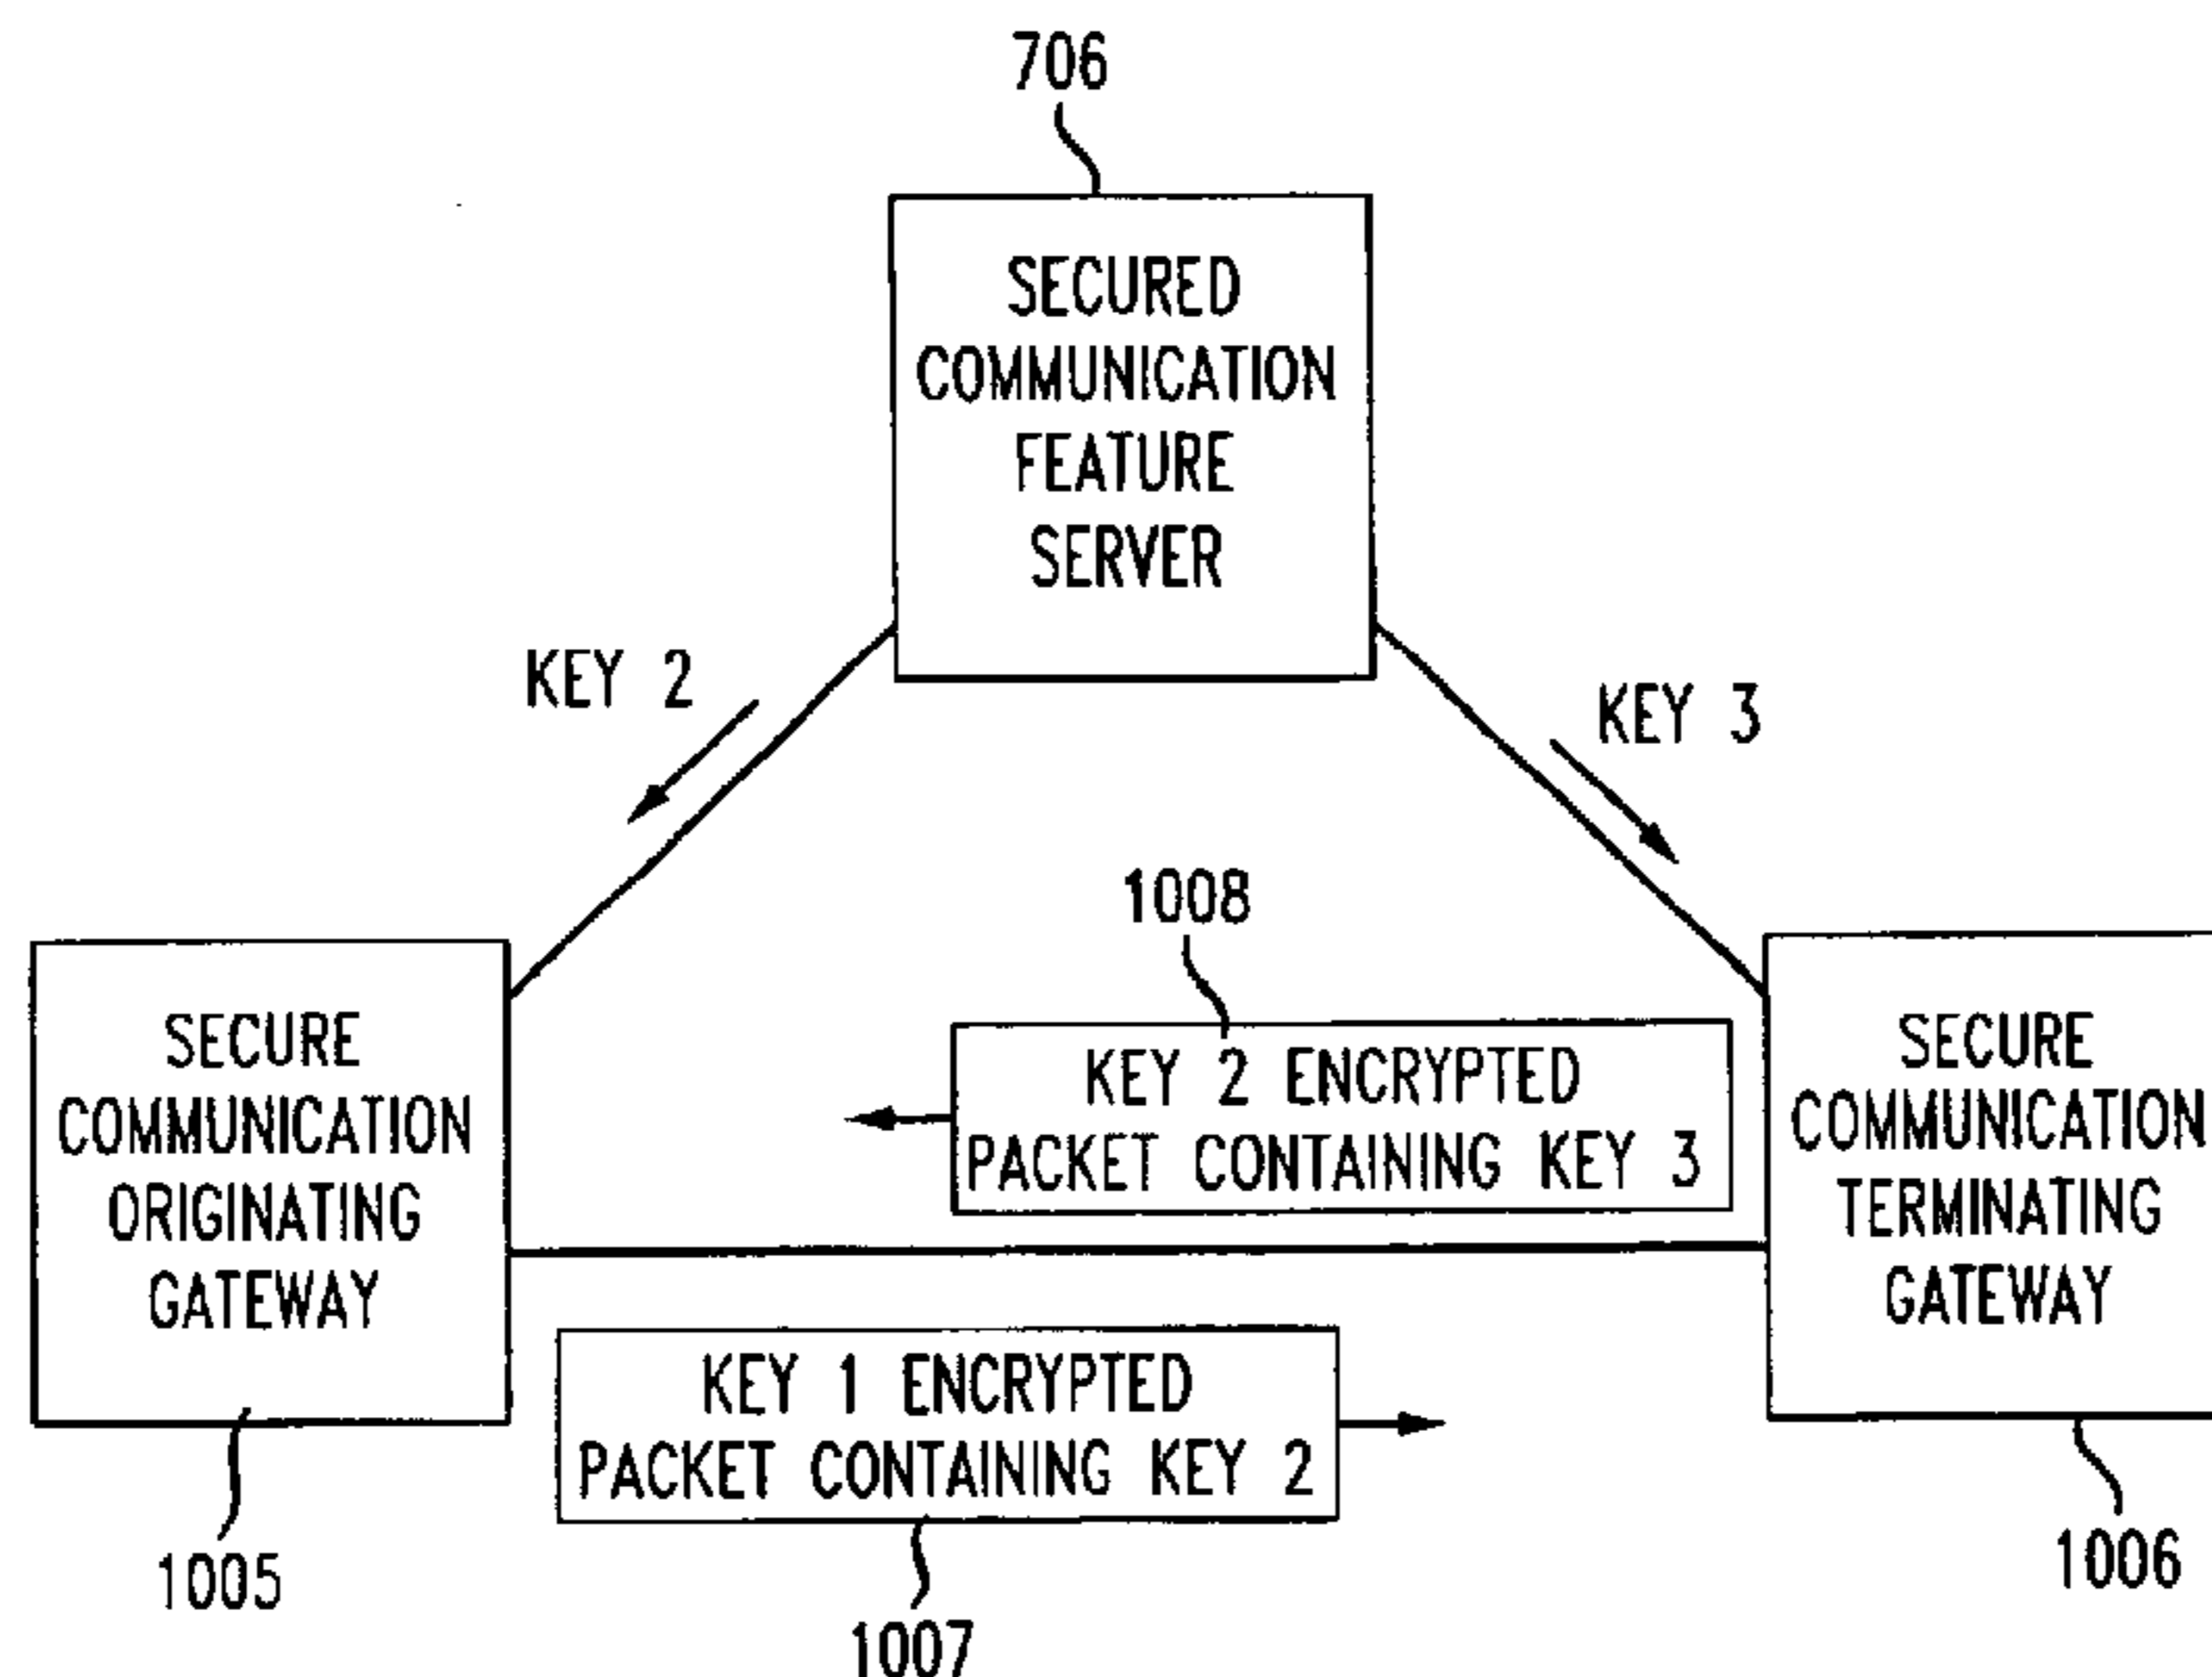 706
SECURED
COMMUNICATION
FEATURE
SERVER
KEY 2
KEY 3
1008
SECURE
COMMUNICATION
ORIGINATING
GATEWAY
KEY 2 ENCRYPTED
PACKET CONTAINING KEY 3
SECURE
COMMUNICATION
TERMINATING
GATEWAY
KEY 1 ENCRYPTED
PACKET CONTAINING KEY 2
1005
1007
1006